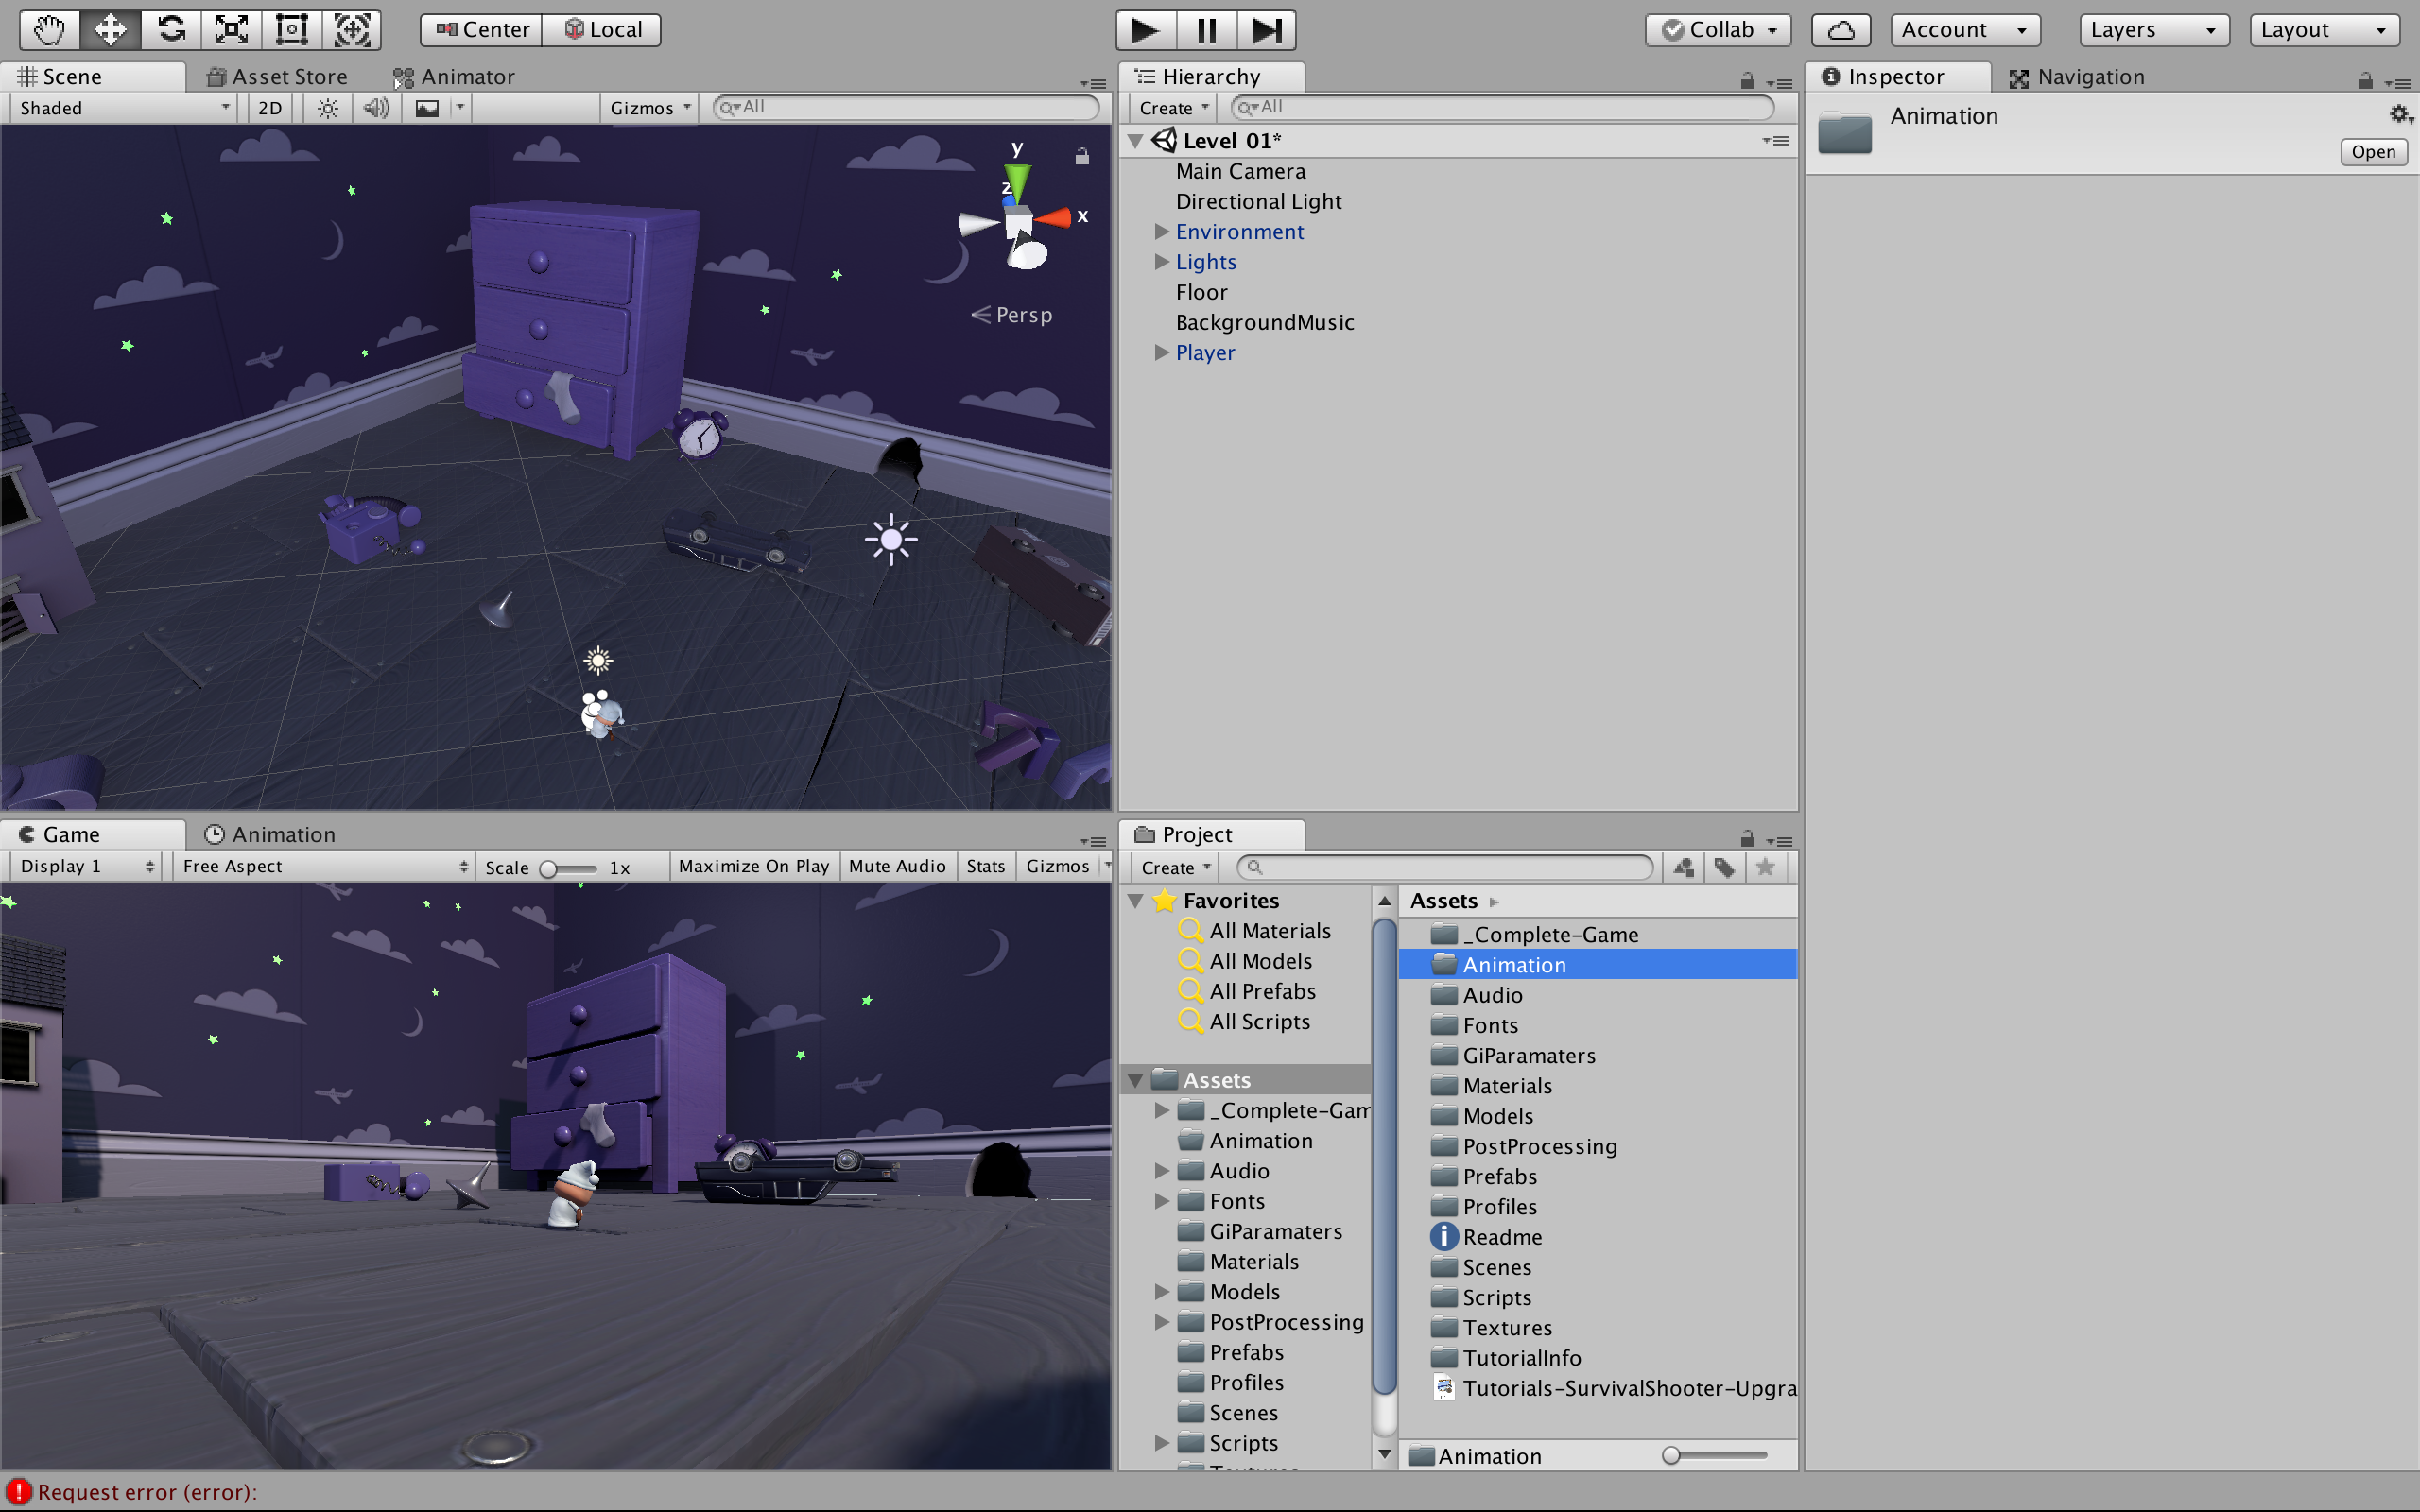 Center Local Collab Account Layers Layout
Scene Asset Store Animator
Shaded 2D Gizmos All
y
z
x
Persp
Hierarchy
Create All
Level 01*
Main Camera
Directional Light
Environment
Lights
Floor
BackgroundMusic
Player
Inspector Navigation
Animation
Open
Game Animation
Display 1 Free Aspect Scale 1x Maximize On Play Mute Audio Stats Gizmos
Project
Create
Favorites
All Materials
All Models
All Prefabs
All Scripts
Assets
_Complete-Gam
Animation
Audio
Fonts
GiParamaters
Materials
Models
PostProcessing
Prefabs
Profiles
Scenes
Scripts
Assets
_Complete-Game
Animation
Audio
Fonts
GiParamaters
Materials
Models
PostProcessing
Prefabs
Profiles
Readme
Scenes
Scripts
Textures
TutorialInfo
Tutorials-SurvivalShooter-Upgra
Animation
Request error (error):